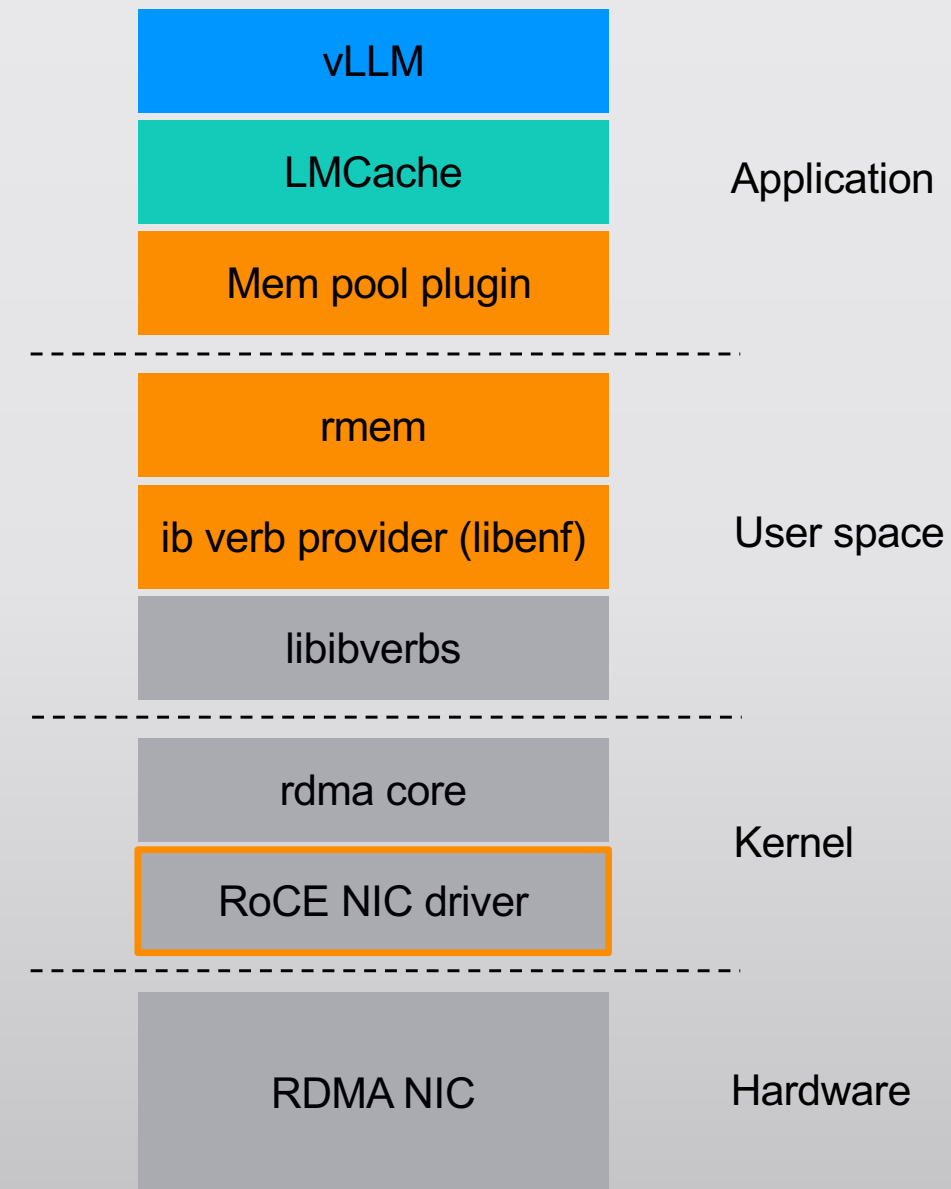 vLLM
LMCache
Application
Mem pool plugin
rmem
ib verb provider (libenf)
User space
libibverbs
rdma core
Kernel
RoCE NIC driver
RDMA NIC
Hardware